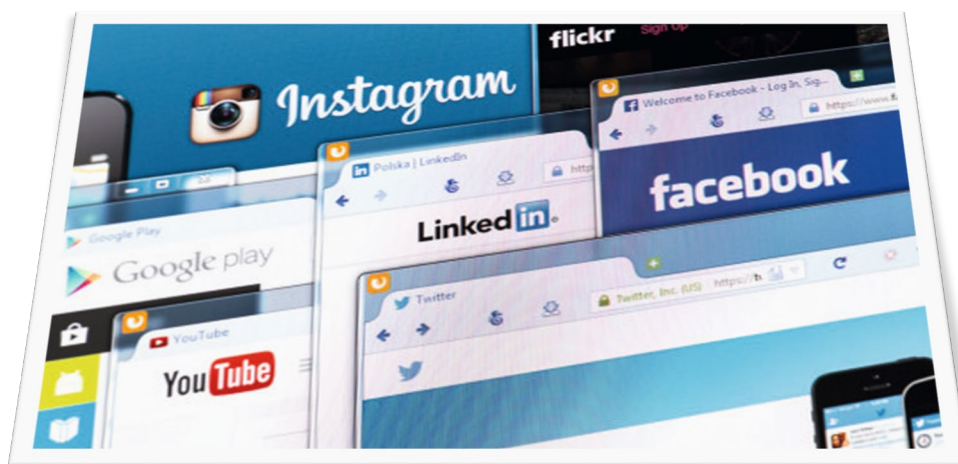 flickr
Sign Up
Instagram
Welcome to Facebook - Log In, Sig...
https://www.f
facebook
Polska | LinkedIn
http
Linked in
Google Play
Google play
Twitter
Twitter, Inc. (US) https://t
YouTube
YouTube